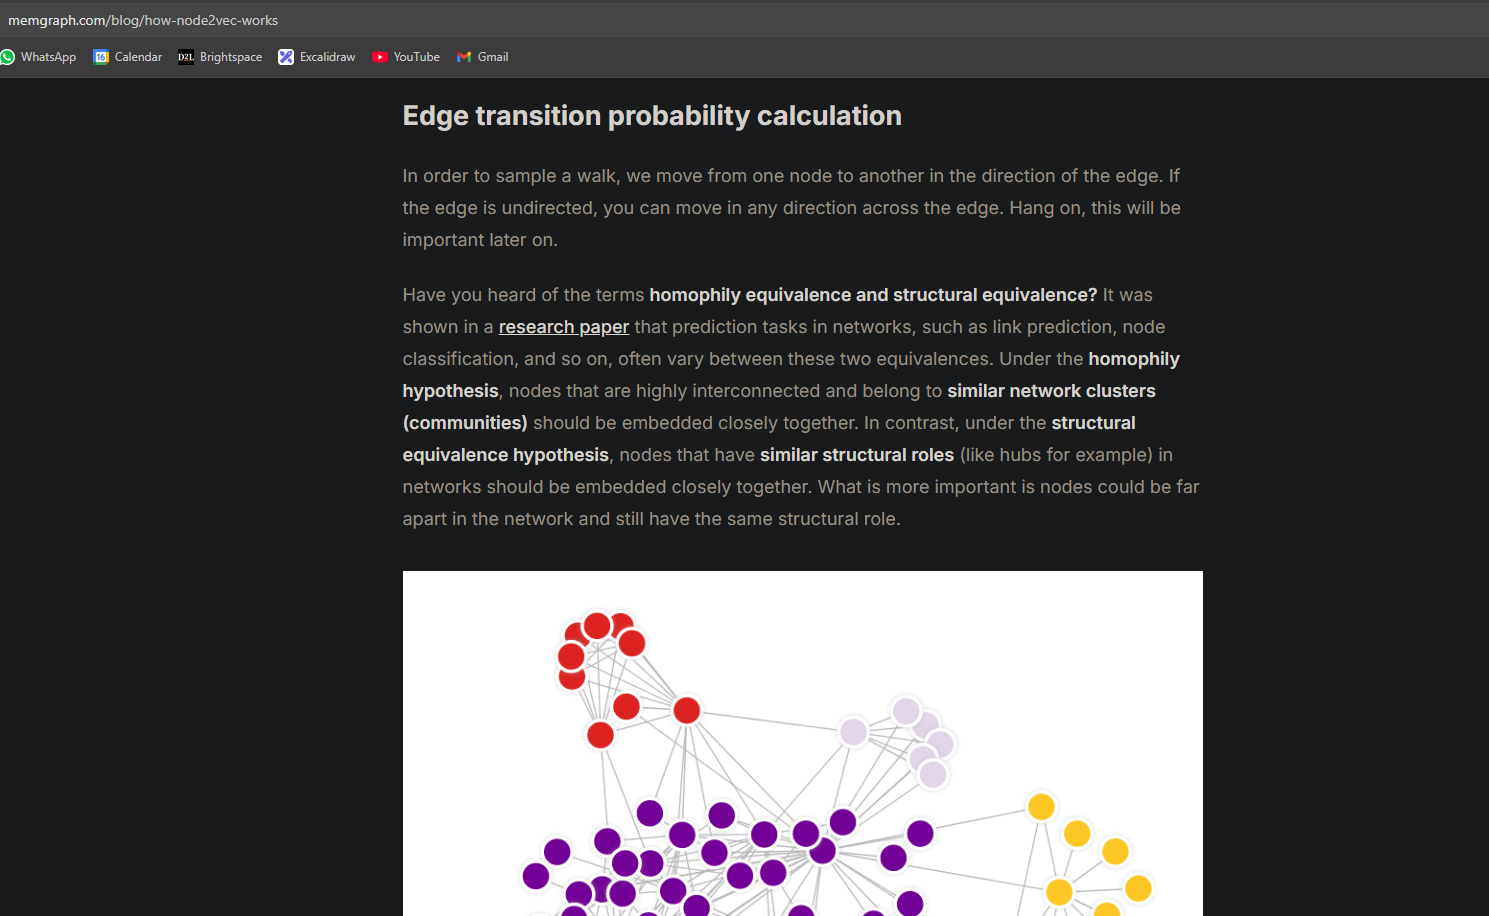 memgraph.com/blog/how-node2vec-works
WhatsApp
16 Calendar
D2L Brightspace
Excalidraw
YouTube
Gmail
Edge transition probability calculation
In order to sample a walk, we move from one node to another in the direction of the edge. If
the edge is undirected, you can move in any direction across the edge. Hang on, this will be
important later on.
Have you heard of the terms homophily equivalence and structural equivalence? It was
shown in a research paper that prediction tasks in networks, such as link prediction, node
classification, and so on, often vary between these two equivalences. Under the homophily
hypothesis, nodes that are highly interconnected and belong to similar network clusters
(communities) should be embedded closely together. In contrast, under the structural
equivalence hypothesis, nodes that have similar structural roles (like hubs for example) in
networks should be embedded closely together. What is more important is nodes could be far
apart in the network and still have the same structural role.